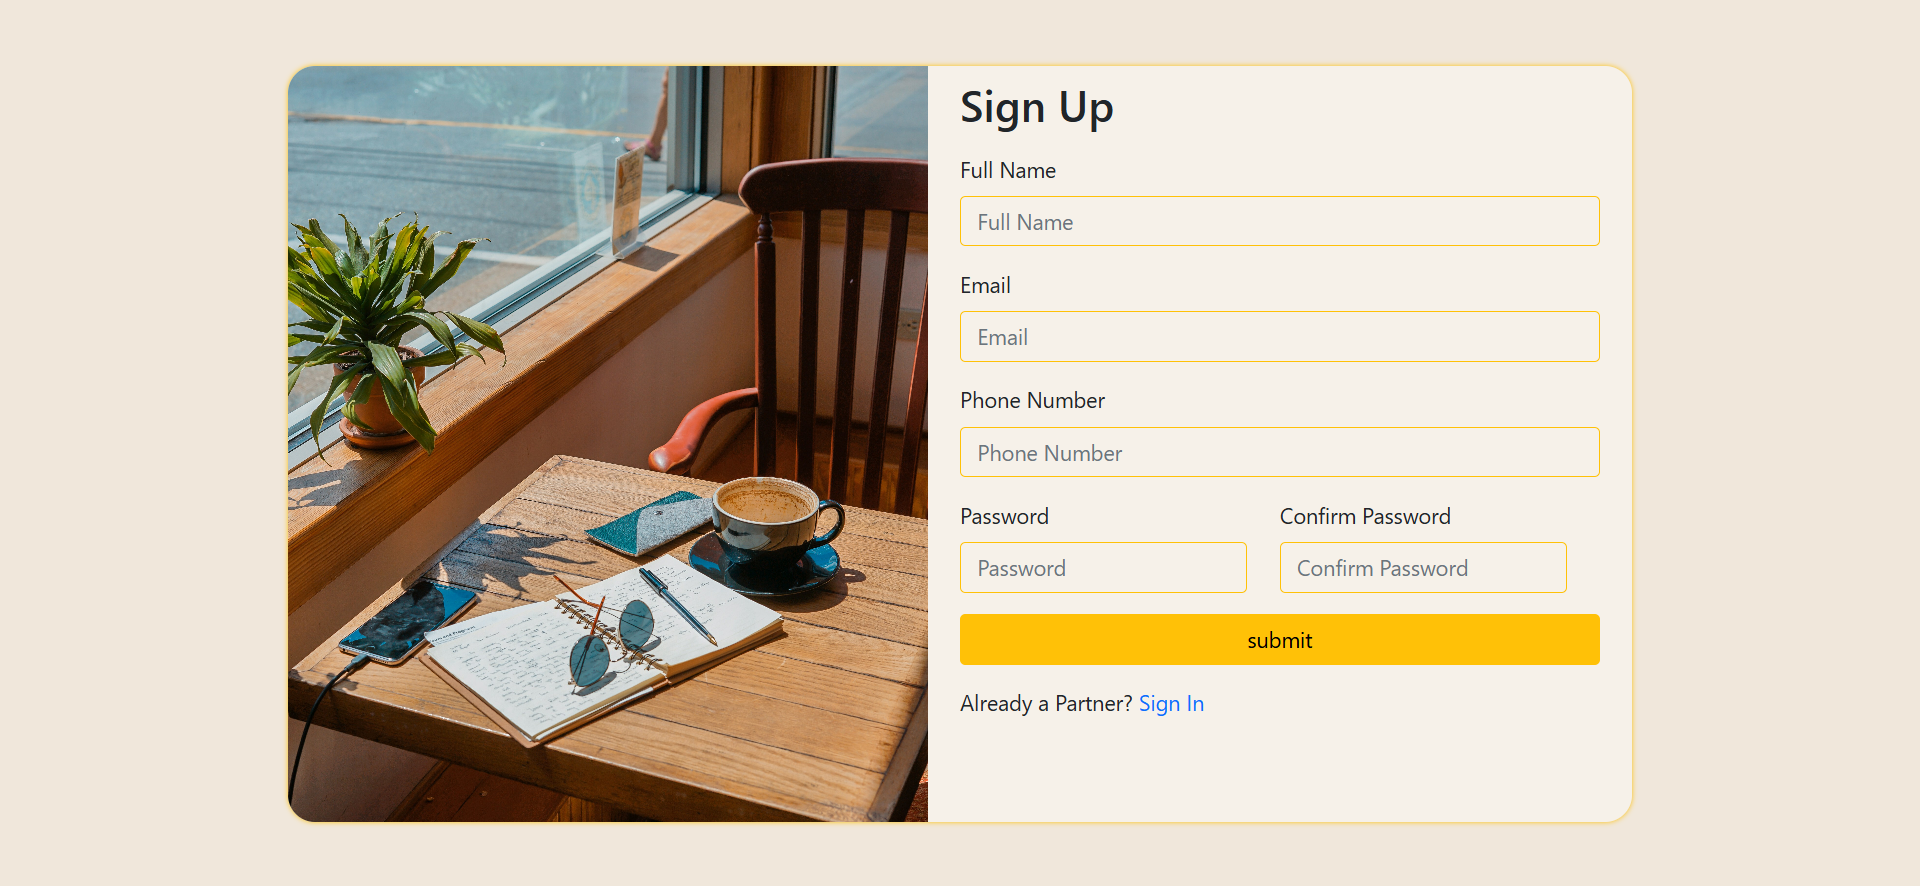 Sign Up
Full Name
Full Name
Email
Email
Phone Number
Phone Number
Password Confirm Password
Password Confirm Password
submit
Already a Partner? Sign In